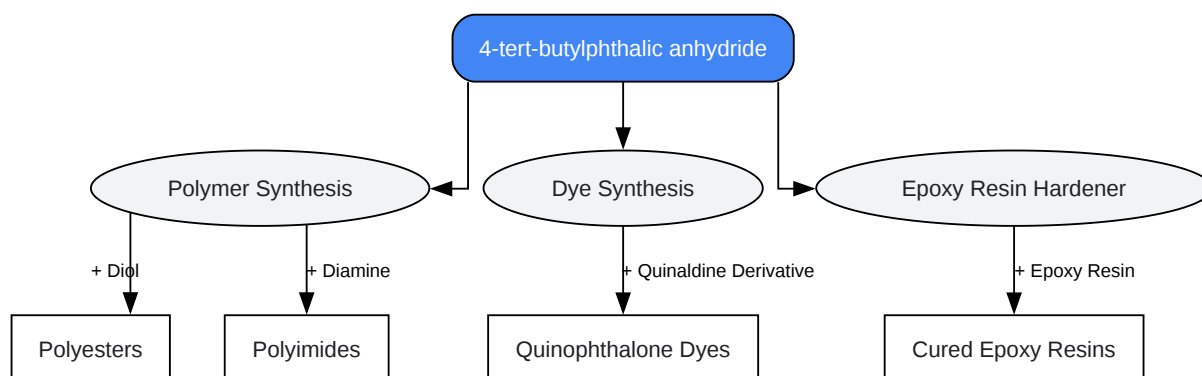 4-tert-butylphthalic anhydride
Polymer Synthesis
Dye Synthesis
Epoxy Resin Hardener
+ Diol
+ Diamine
+ Quinaldine Derivative
+ Epoxy Resin
Polyesters
Polyimides
Quinophthalone Dyes
Cured Epoxy Resins